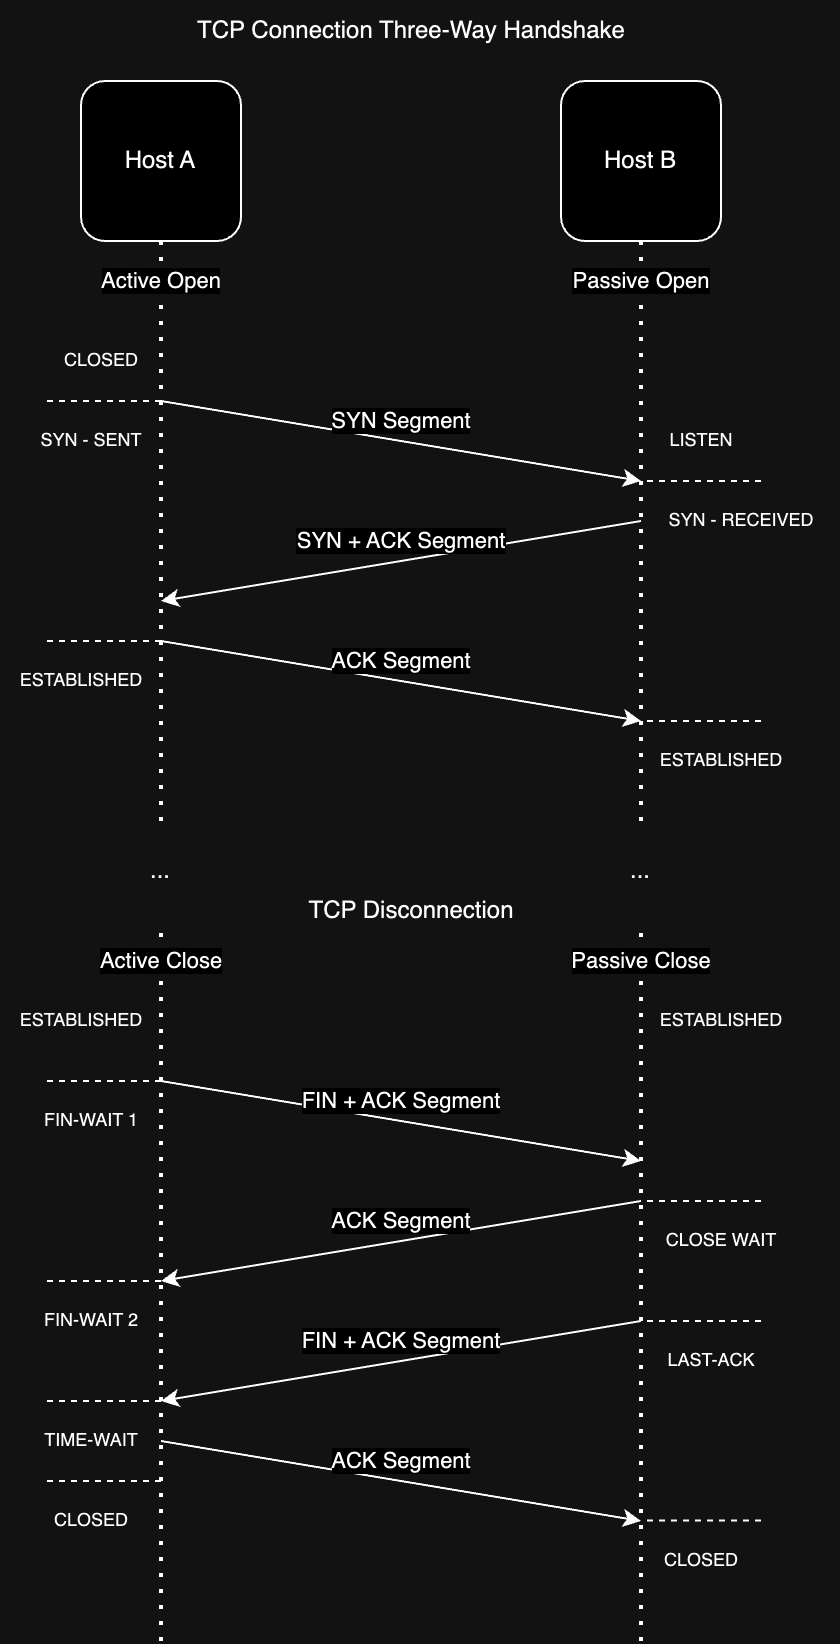 TCP Connection Three-Way Handshake
Host A
Host B
Active Open
Passive Open
CLOSED
SYN Segment
SYN - SENT
LISTEN
SYN - RECEIVED
SYN + ACK Segment
ACK Segment
ESTABLISHED
ESTABLISHED
...
...
TCP Disconnection
Active Close
Passive Close
ESTABLISHED
ESTABLISHED
FIN + ACK Segment
FIN-WAIT 1
ACK Segment
CLOSE WAIT
FIN-WAIT 2
FIN + ACK Segment
LAST-ACK
TIME-WAIT
ACK Segment
CLOSED
CLOSED